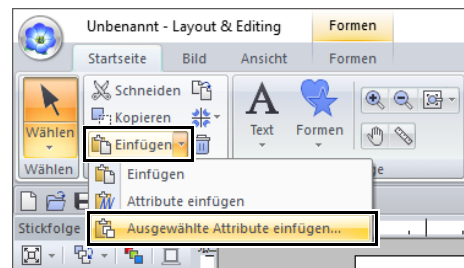 Unbenannt - Layout & Editing Formen
Startseite Bild Ansicht Formen
Schneiden
Kopieren
Wählen Einfügen Text Formen
Wählen
Einfügen
Attribute einfügen
Stickfolge Ausgewählte Attribute einfügen...